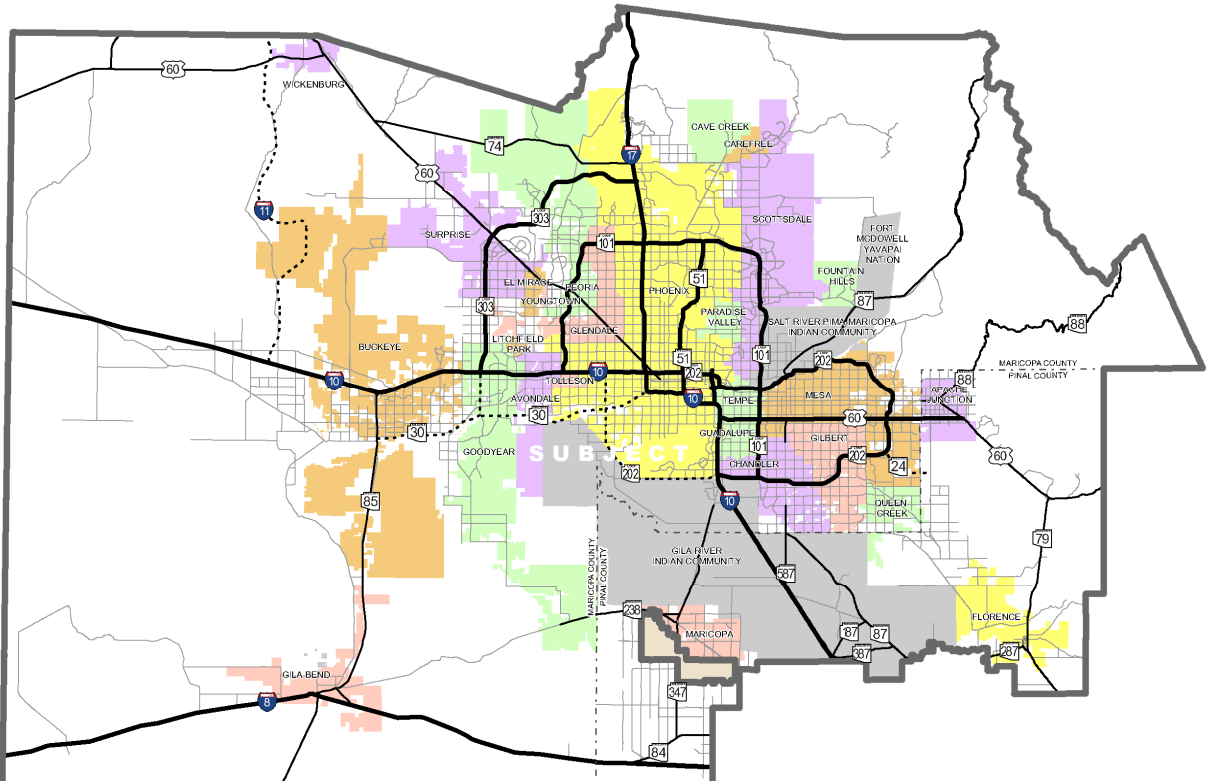 60
WICKENBURG
17
74
CAVE CREEK
CAREFREE
60
11
303
SURPRISE
SCOTTSDALE
FORT
MCDOWELL
YAVAPAI
NATION
101
51
FOUNTAIN
HILLS
EL MIRAGE
PEORIA
PHOENIX
YOUNGTOWN
303
87
PARADISE
VALLEY
SALT RIVER PIMA-MARICOPA
INDIAN COMMUNITY
88
GLENDALE
LITCHFIELD
PARK
BUCKEYE
51
101
202
MARICOPA COUNTY
PINAL COUNTY
10
10
202
88
TOLLESON
AVONDALE
10
TEMPE
MESA
APACHE
JUNCTION
30
60
30
GUADALUPE
GILBERT
101
SUBJECT
GOODYEAR
202
60
CHANDLER
24
202
85
10
QUEEN
CREEK
79
MARICOPA COUNTY
PINAL COUNTY
GILA RIVER
INDIAN COMMUNITY
587
238
FLORENCE
MARICOPA
87
87
387
287
GILA BEND
347
8
84